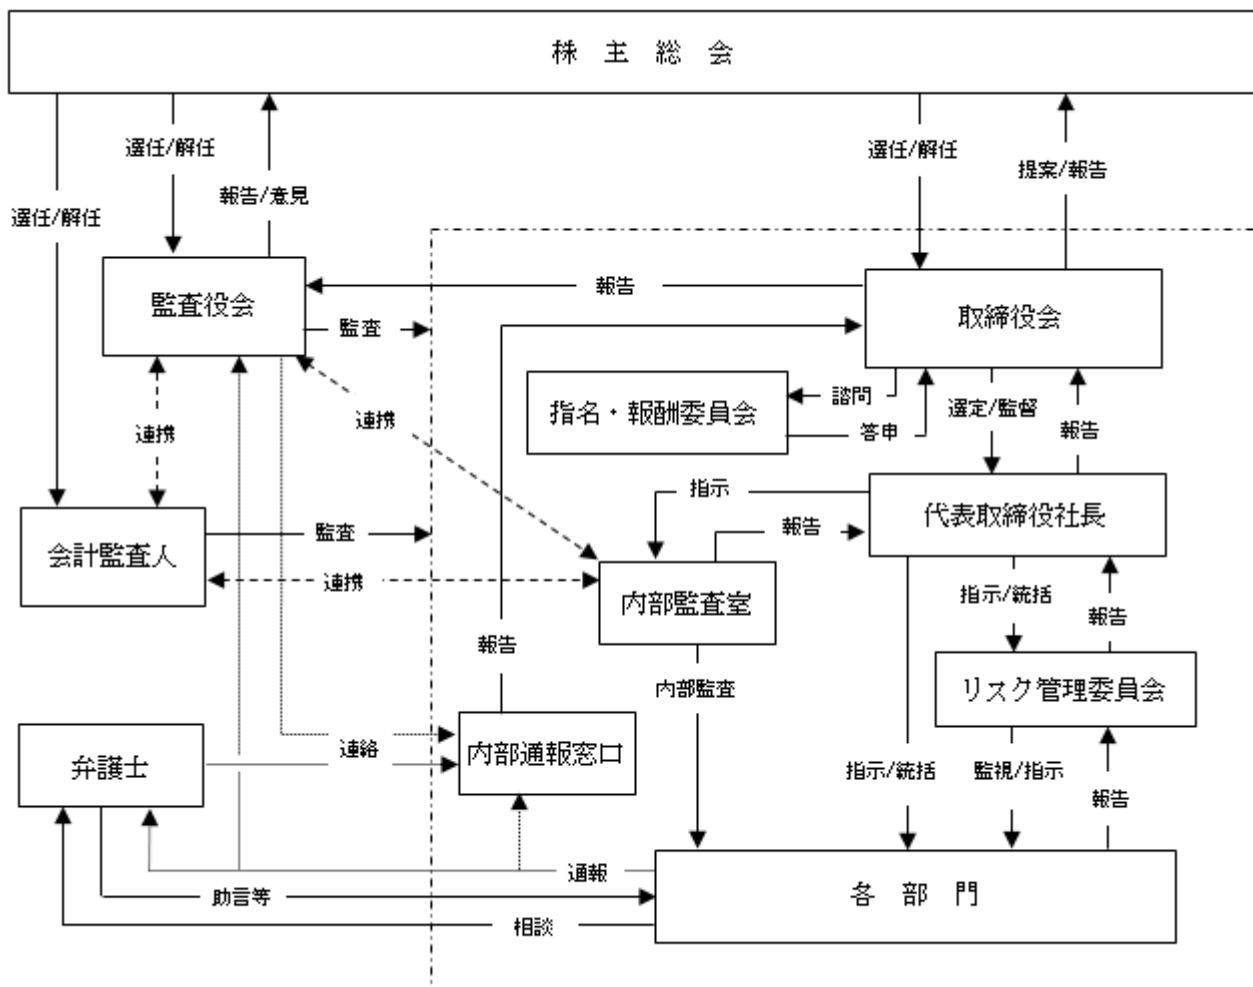 株主総会
選任/解任
選任/解任
提案/報告
報告/意見
選任/解任
監査役会
報告
取締役会
監査
指名・報酬委員会
諮問
選定/監督
連携
連携
答申
報告
指示
代表取締役社長
会計監査人
監査
報告
連携
内部監査室
指示/統括
報告
報告
内部監査
リスク管理委員会
弁護士
連絡
内部通報窓口
指示/統括
監視/指示
報告
通報
助言等
各部門
相談